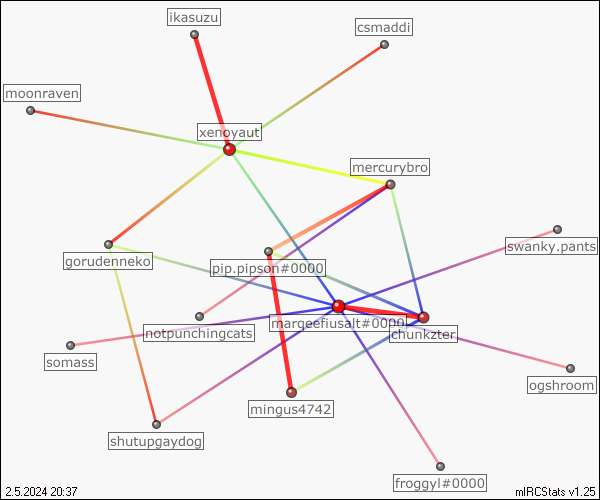 ikasuzu
csmaddi
moonraven
xenoyaut
mercurybro
swanky.pants
gorudenneko
pip.pipson#0000
marqeefiusalt#0000
notpunchingcats
chunkzter
somass
ogshroom
mingus4742
shutupgaydog
froggyl#0000
2.5.2024 20:37
mIRCStats v1.25